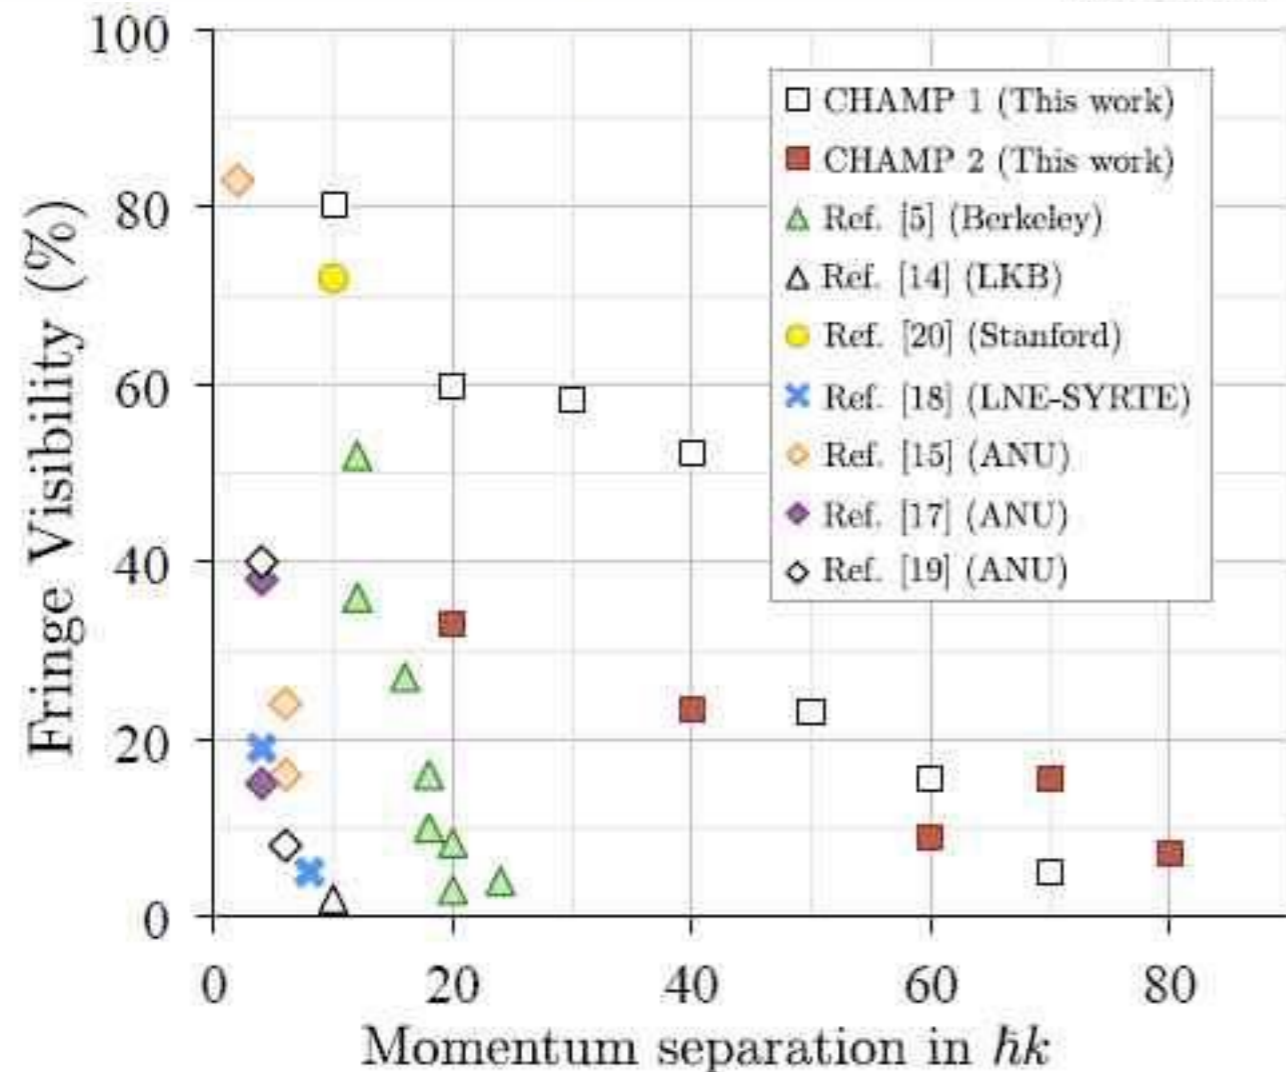 100
80
60
40
20
0
Fringe Visibility (%)
CHAMP 1 (This work)
CHAMP 2 (This work)
Ref. [5] (Berkeley)
Ref. [14] (LKB)
Ref. [20] (Stanford)
Ref. [18] (LNE-SYRTE)
Ref. [15] (ANU)
Ref. [17] (ANU)
Ref. [19] (ANU)
0 20 40 60 80
Momentum separation in ħk